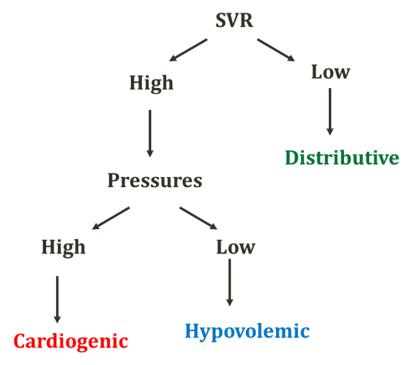 SVR
High
Low
Distributive
Pressures
High
Low
Cardiogenic
Hypovolemic